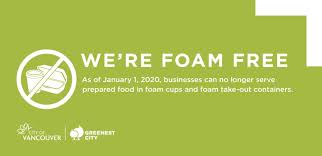 WE'RE FOAM FREE
As of January 1, 2020, businesses can no longer serve
prepared food in foam cups and foam take-out containers.
CITY OF
VANCOUVER
GREENEST
CITY